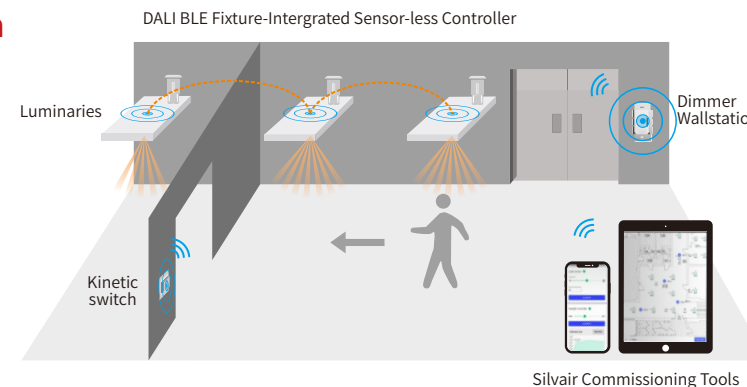 DALI BLE Fixture-Intergrated Sensor-less Controller
Luminaries
Dimmer
Wallstatio
Kinetic
switch
Silvair Commissioning Tools